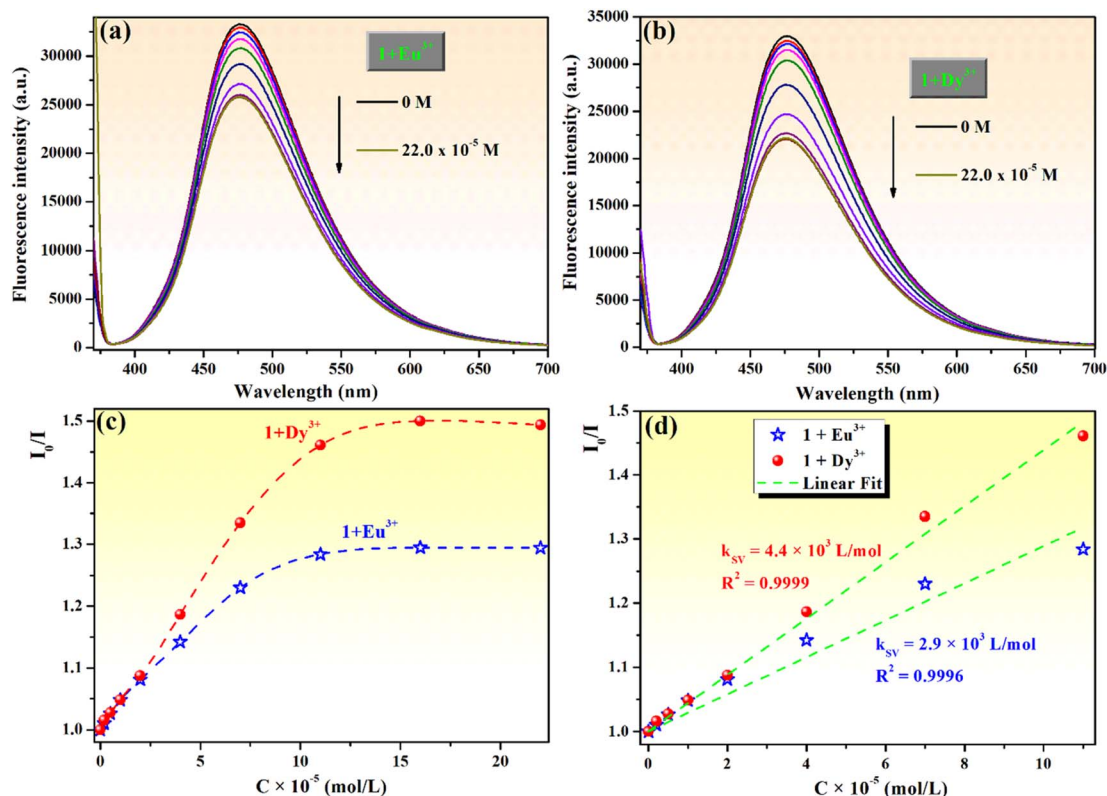 (a)
1+Eu³⁺
0 M
22.0 x 10⁻⁵ M
Fluorescence intensity (a.u.)
30000
25000
20000
15000
10000
5000
0
400 450 500 550 600 650 700
Wavelength (nm)
(b)
1+Dy³⁺
0 M
22.0 x 10⁻⁵ M
Fluorescence intensity (a.u.)
35000
30000
25000
20000
15000
10000
5000
0
400 450 500 550 600 650 700
Wavelength (nm)
(c)
1+Dy³⁺
1+Eu³⁺
I₀/I
1.5
1.4
1.3
1.2
1.1
1.0
0 5 10 15 20
C × 10⁻⁵ (mol/L)
(d)
1 + Eu³⁺
1 + Dy³⁺
Linear Fit
k_SV = 4.4 × 10³ L/mol
R² = 0.9999
k_SV = 2.9 × 10³ L/mol
R² = 0.9996
I₀/I
1.5
1.4
1.3
1.2
1.1
1.0
0 2 4 6 8 10
C × 10⁻⁵ (mol/L)